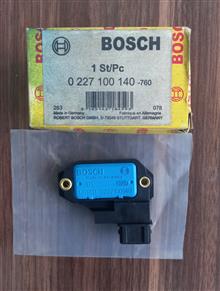 BOSCH
1 St/Pc
0 227 100 140 -760
263
078
Made in Germany
Fabriqué en Allemagne
ROBERT BOSCH GMBH, D-70049 STUTTGART, GERMANY
BOSCH